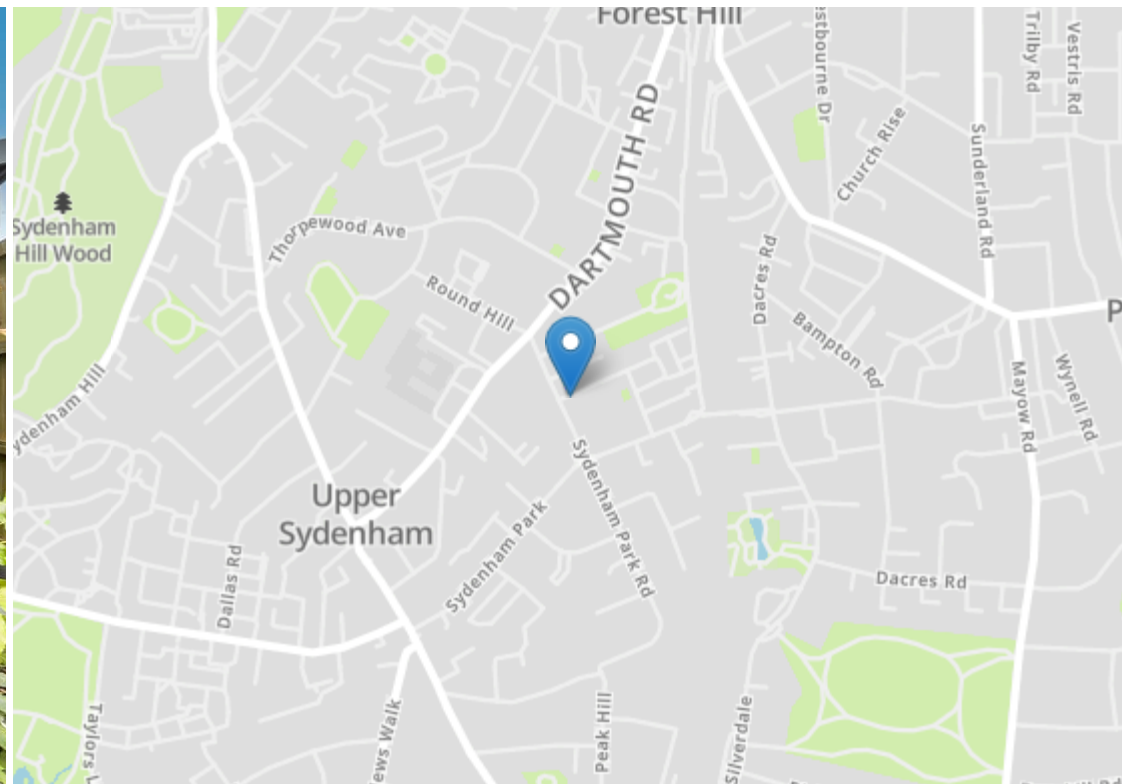 Forest Hill
DARTMOUTH RD
Trilby Rd
Vestris Rd
estbourne Dr
Church Rise
Sunderland Rd
Sydenham
Hill Wood
Thorpewood Ave
Round Hill
Dacres Rd
Bampton Rd
P
Mayow Rd
Wynell Rd
ydenham Hill
Upper
Sydenham
Sydenham Park
Sydenham Park Rd
Dallas Rd
Dacres Rd
Taylors L
ews Walk
Peak Hill
Silverdale